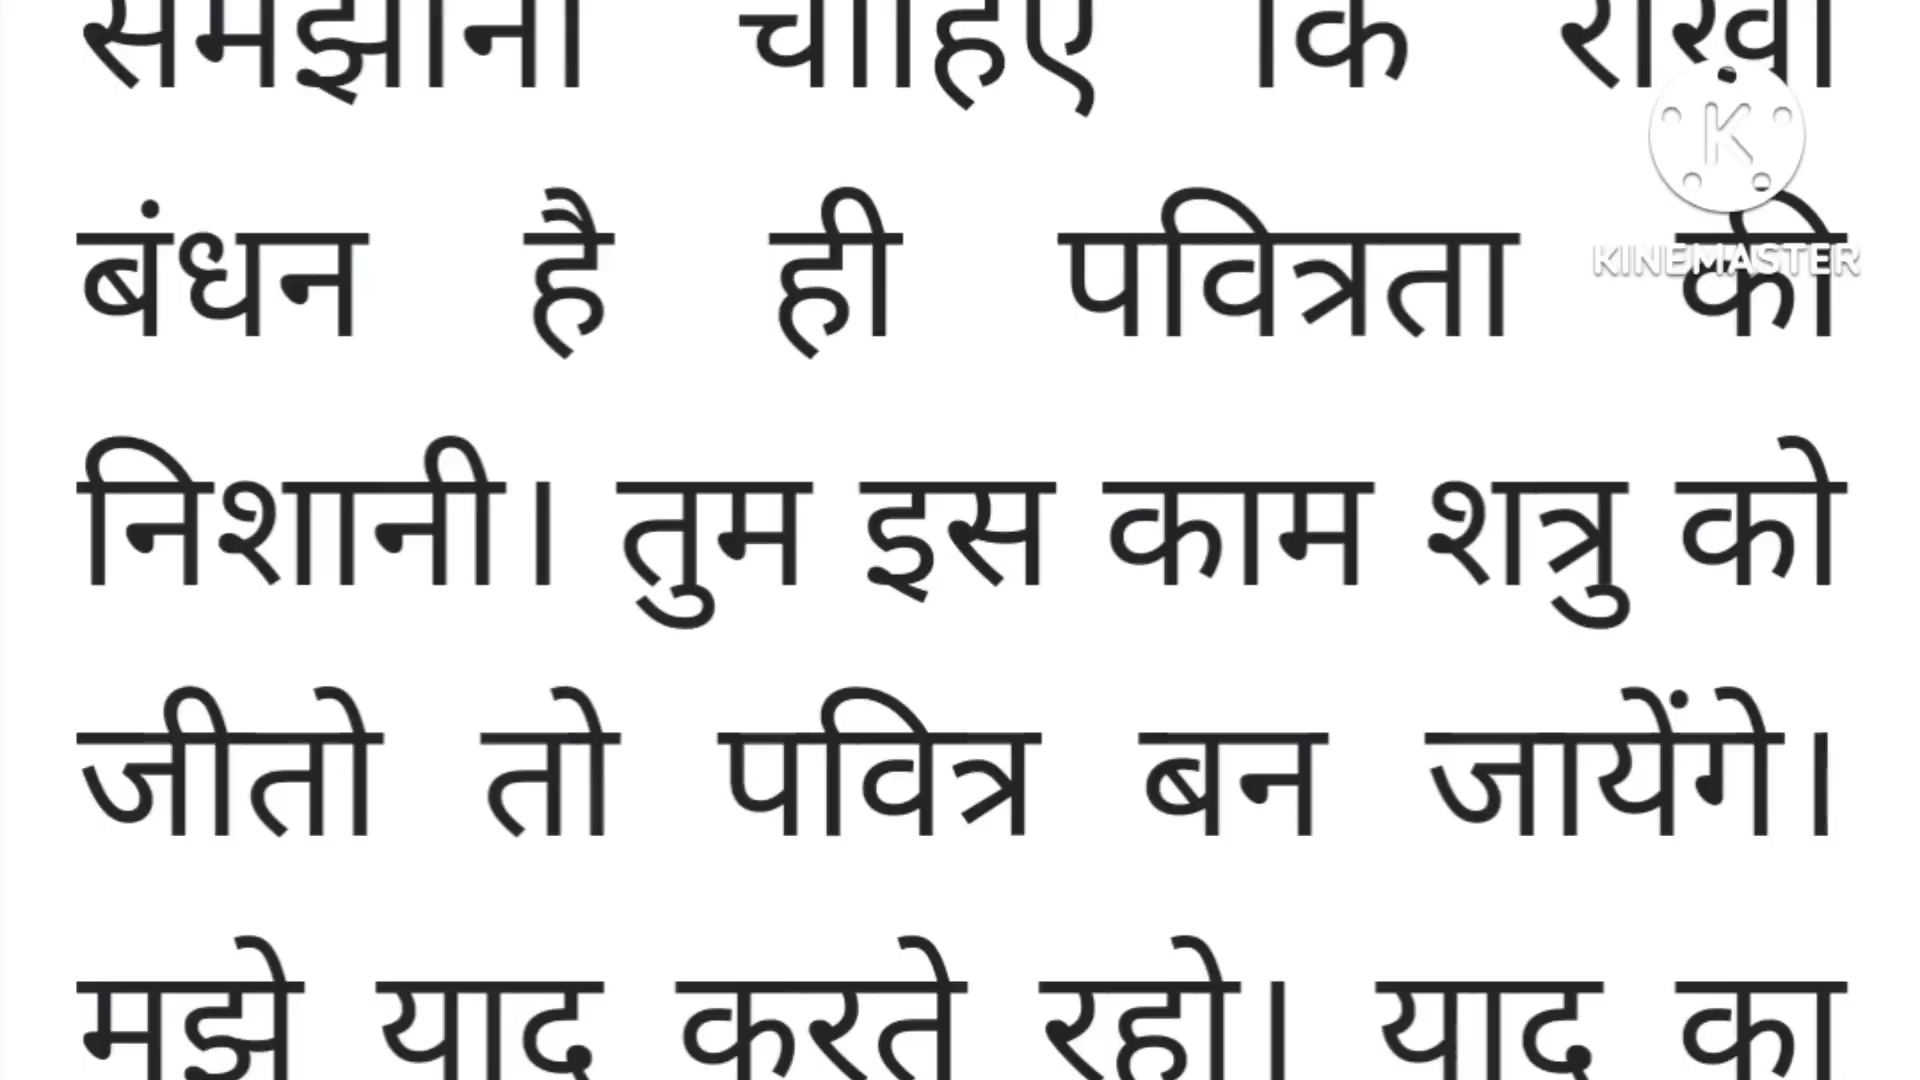 समझाना चाहिए कि राखी
बंधन है ही पवित्रता की
निशानी। तुम इस काम शत्रु को
जीतो तो पवित्र बन जायेंगे।
मुझे याद करते रहो। याद का
K
KINEMASTER